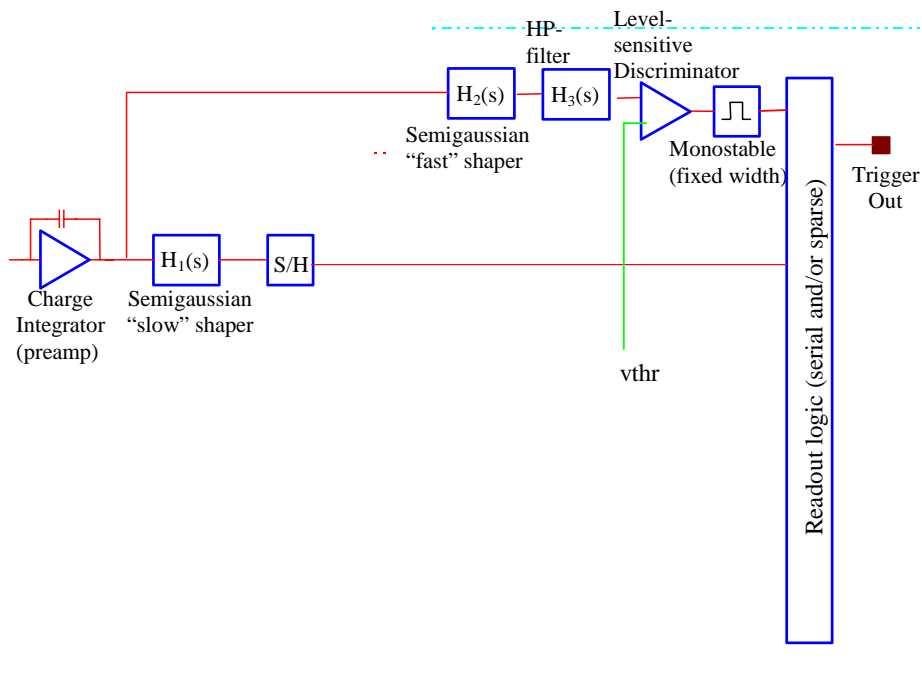 HP-
filter
Level-
sensitive
Discriminator
H2(s)
H3(s)
Semigaussian
“fast” shaper
Monostable
(fixed width)
Trigger
Out
H1(s)
S/H
Charge
Integrator
(preamp)
Semigaussian
“slow” shaper
vthr
Readout logic (serial and/or sparse)